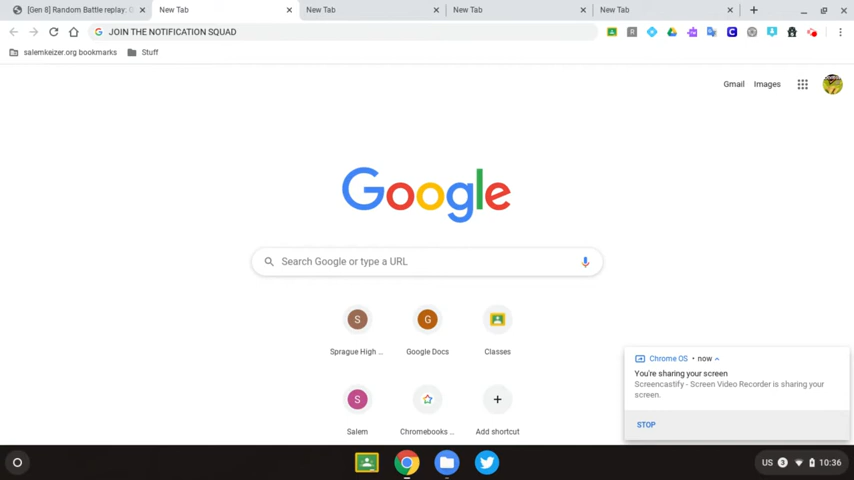 [Gen 8] Random Battle replay: G
New Tab
New Tab
New Tab
New Tab
JOIN THE NOTIFICATION SQUAD
salemkeizer.org bookmarks
Stuff
Gmail
Images
Google
Search Google or type a URL
S
Sprague High ...
G
Google Docs
Classes
S
Salem
Chromebooks ...
Add shortcut
Chrome OS • now
You're sharing your screen
Screencastify - Screen Video Recorder is sharing your
screen.
STOP
US
3
10:36